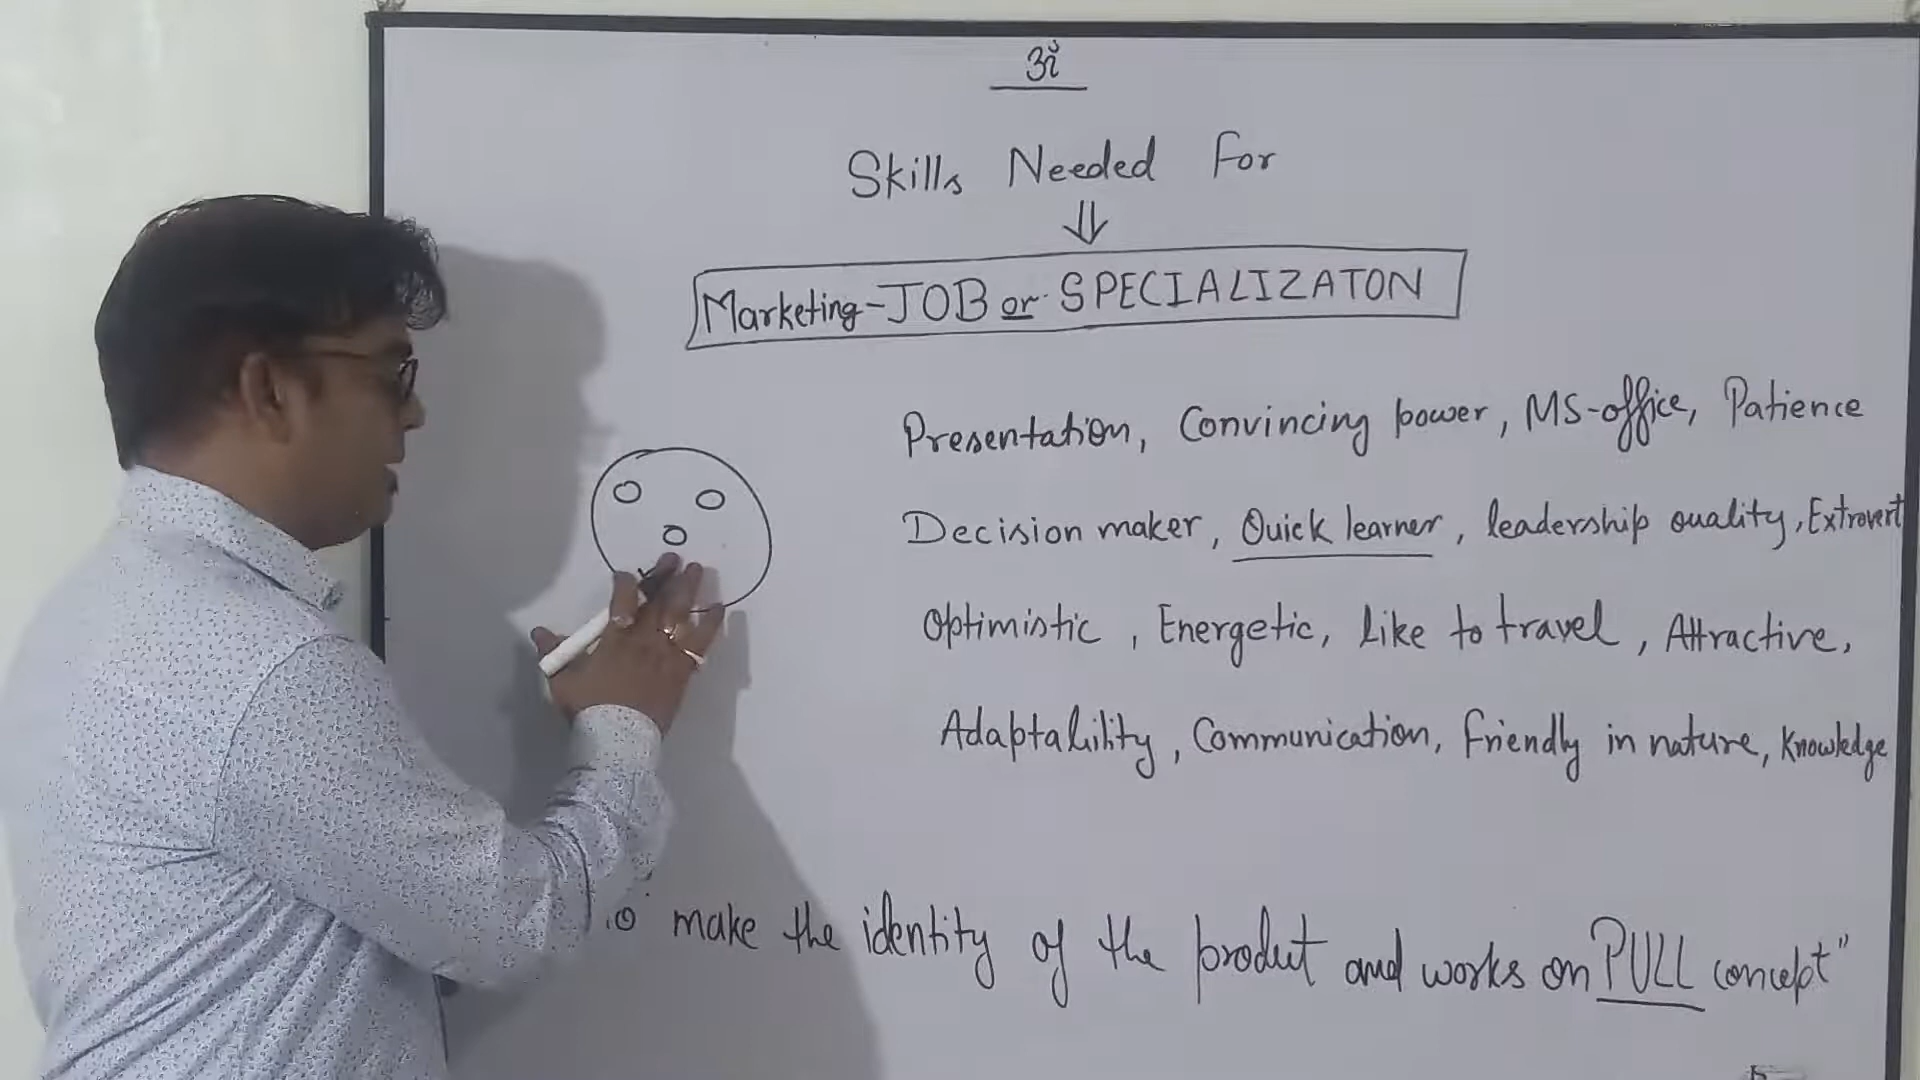 ॐ
Skills Needed For
Marketing-JOB or SPECIALIZATON
Presentation, Convincing power, MS-office, Patience
Decision maker, Quick learner, leadership quality, Extrovert
Optimistic, Energetic, like to travel, Attractive,
Adaptability, Communication, friendly in nature, Knowledge
make the identity of the product and works on PULL concept"